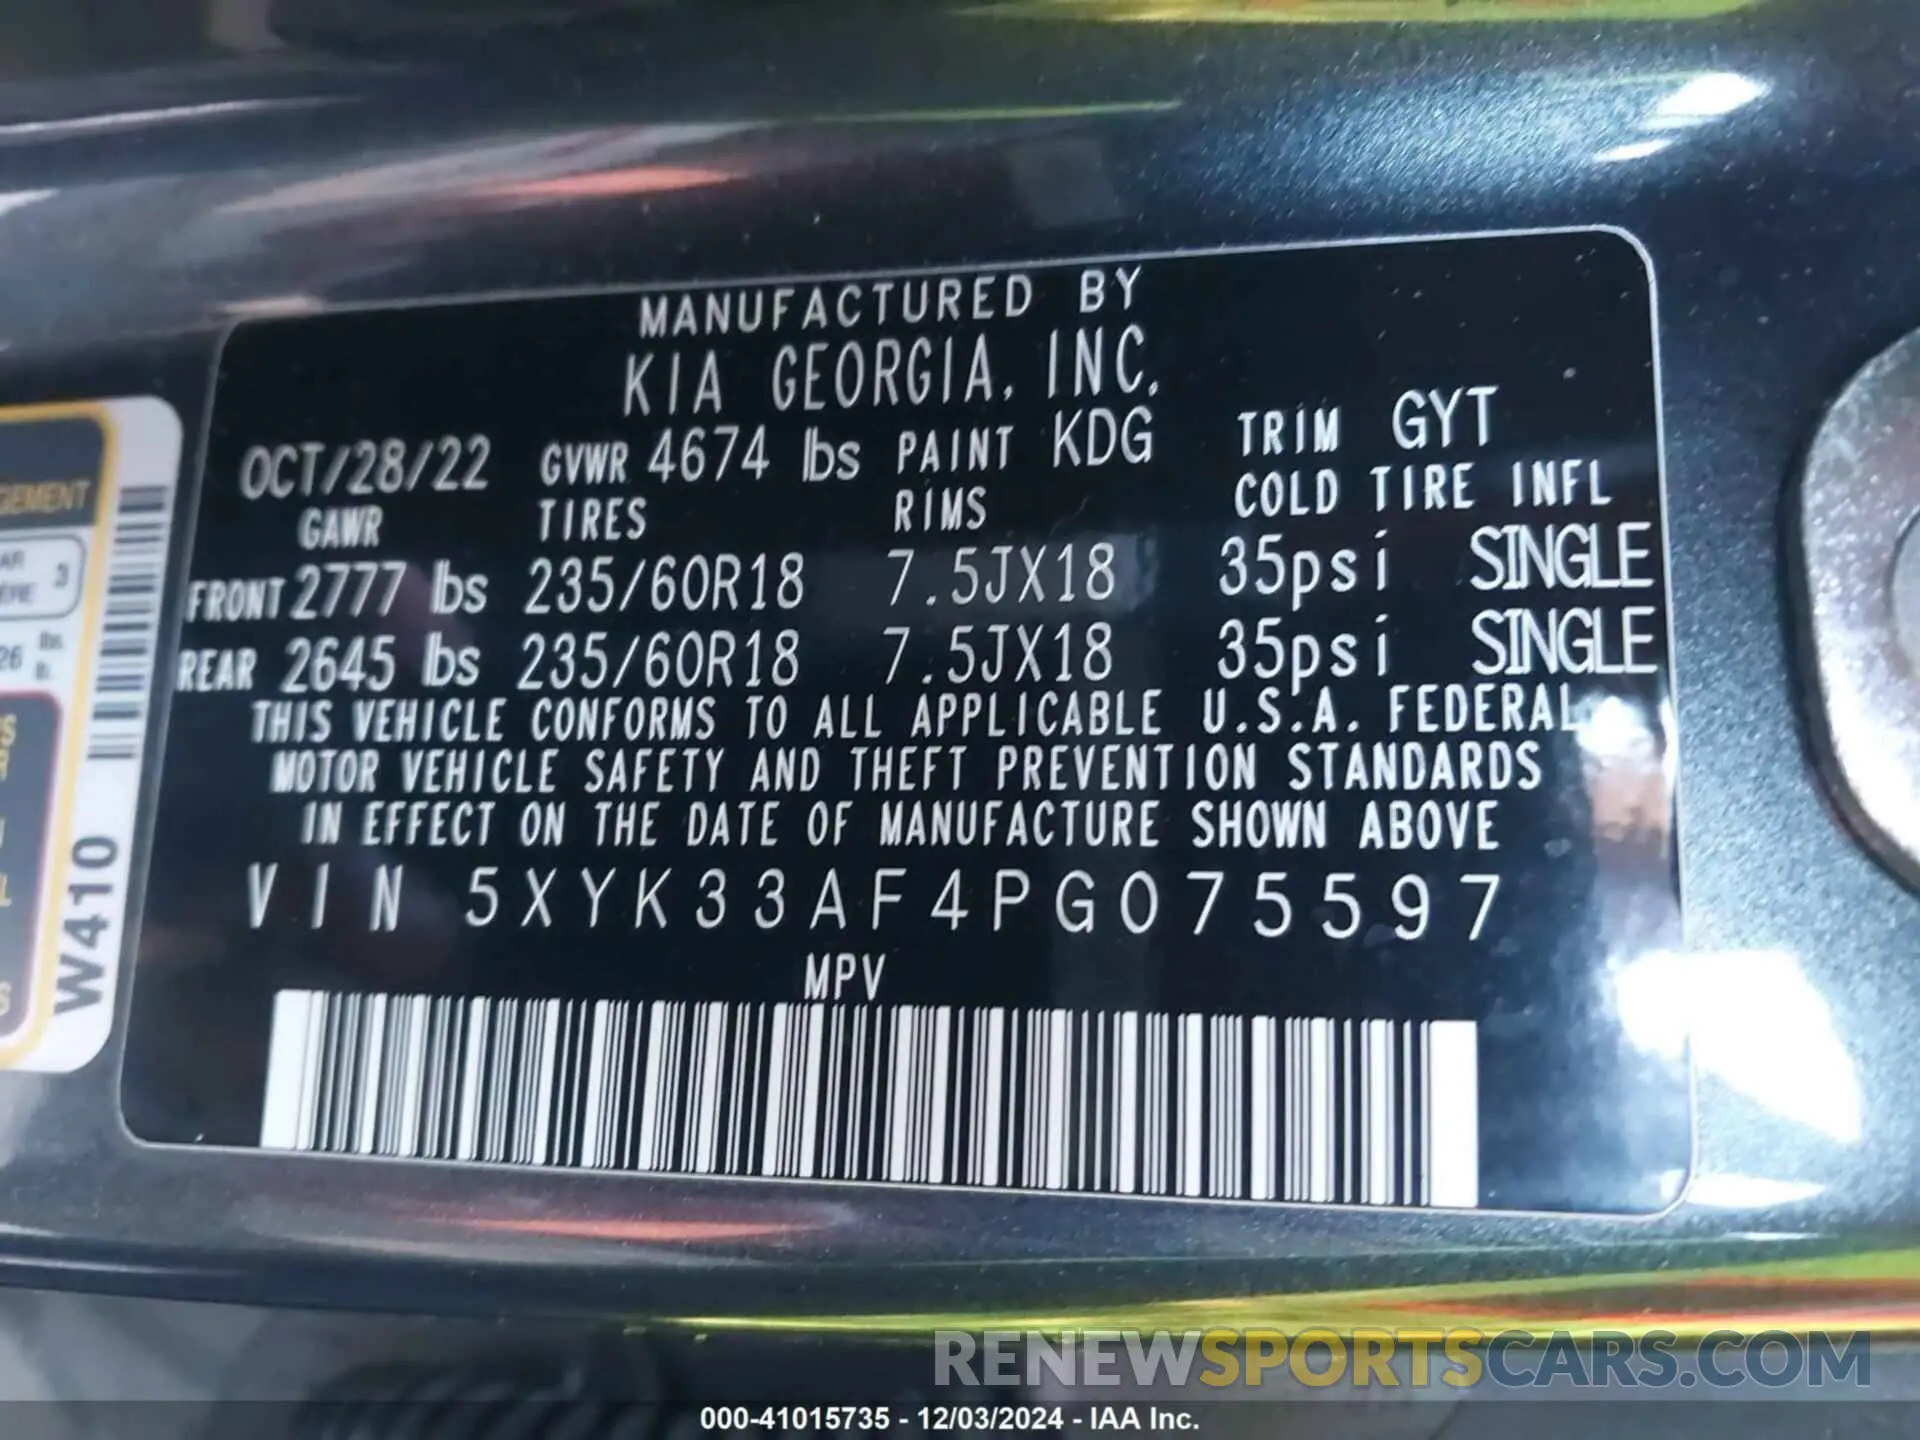 MANUFACTURED BY
KIA GEORGIA, INC.
OCT/28/22 GVWR 4674 lbs PAINT KDG TRIM GYT
GAWR TIRES RIMS COLD TIRE INFL
FRONT 2777 lbs 235/60R18 7.5JX18 35psi SINGLE
REAR 2645 lbs 235/60R18 7.5JX18 35psi SINGLE
THIS VEHICLE CONFORMS TO ALL APPLICABLE U.S.A. FEDERAL
MOTOR VEHICLE SAFETY AND THEFT PREVENTION STANDARDS
IN EFFECT ON THE DATE OF MANUFACTURE SHOWN ABOVE
VIN 5XYK33AF4PG075597
MPV
W410
3
RENEWSPORTSCARS.COM
000-41015735 - 12/03/2024 - IAA Inc.